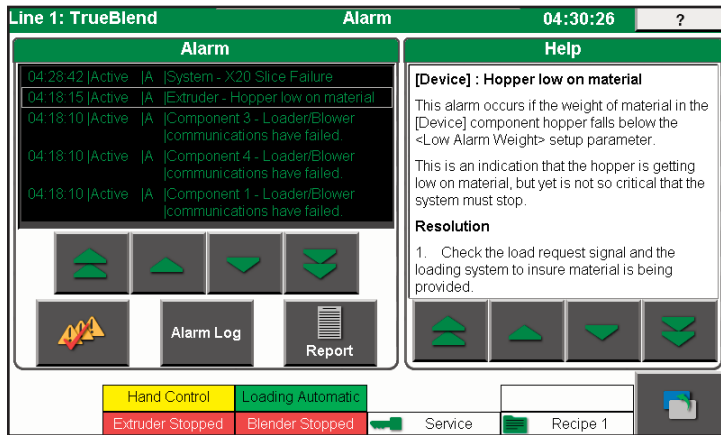 Line 1: TrueBlend Alarm 04:30:26 ?
Alarm
04:28:42 |Active |A |System - X20 Slice Failure
04:18:15 |Active |A |Extruder - Hopper low on material
04:18:10 |Active |A |Component 3 - Loader/Blower
|communications have failed.
04:18:10 |Active |A |Component 4 - Loader/Blower
|communications have failed.
04:18:10 |Active |A |Component 1 - Loader/Blower
|communications have failed.
Alarm Log
Report
Help
[Device] : Hopper low on material
This alarm occurs if the weight of material in the
[Device] component hopper falls below the
<Low Alarm Weight> setup parameter.
This is an indication that the hopper is getting
low on material, but yet is not so critical that the
system must stop.
Resolution
1. Check the load request signal and the
loading system to insure material is being
provided.
Hand Control Loading Automatic
Extruder Stopped Blender Stopped Service Recipe 1